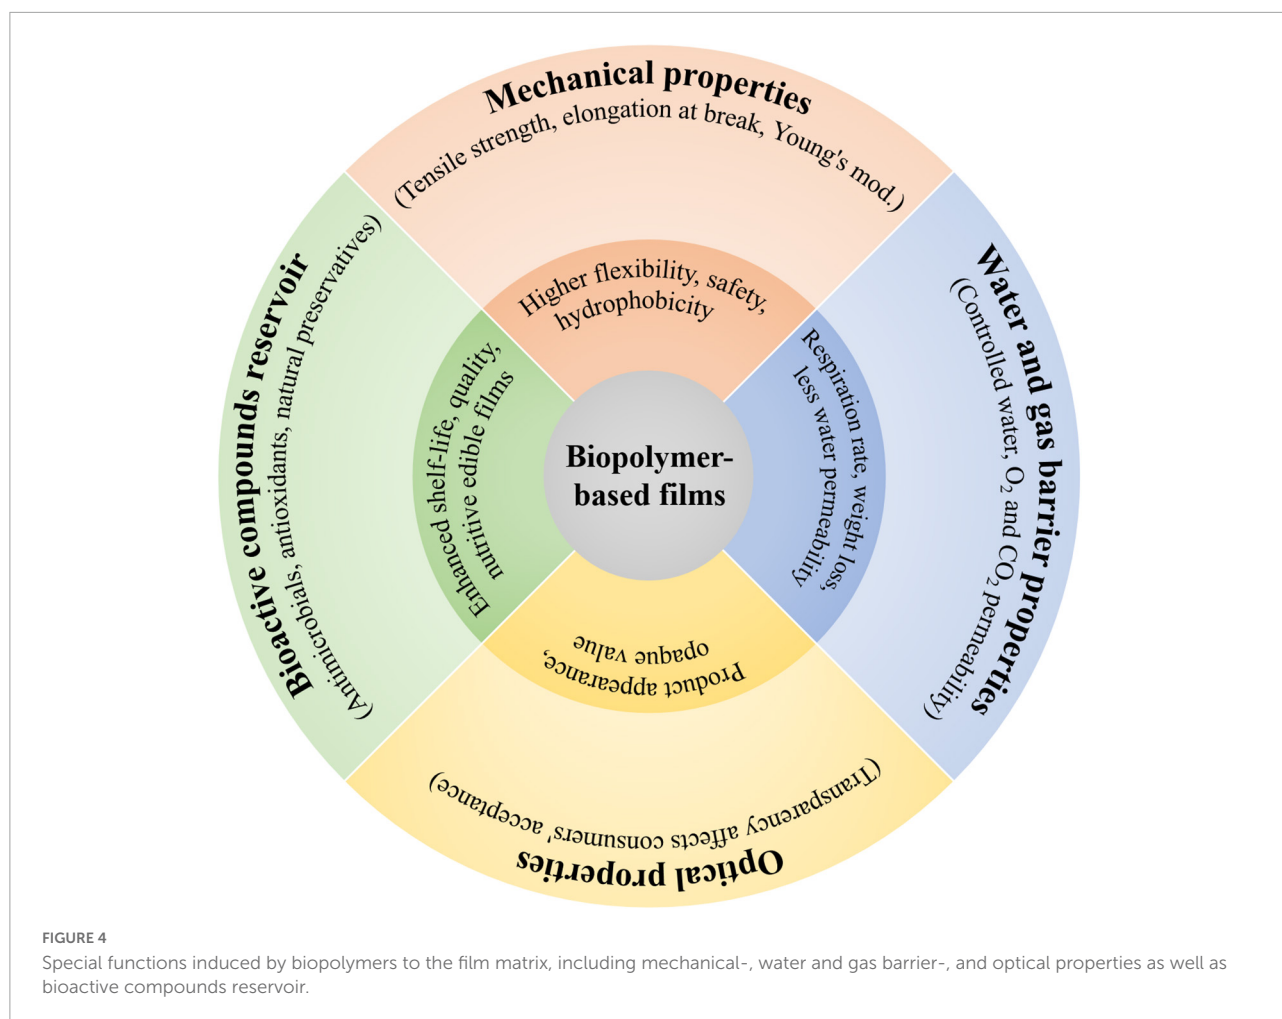 Mechanical properties
(Tensile strength, elongation at break, Young's mod.)
Higher flexibility, safety,
hydrophobicity
Water and gas barrier properties
(Controlled water, O₂ and CO₂ permeability)
Respiration rate, weight loss,
less water permeability
Optical properties
(Transparency affects consumers' acceptance)
Product appearance,
opaque value
Bioactive compounds reservoir
(Antimicrobials, antioxidants, natural preservatives)
Enhanced shelf-life, quality,
nutritive edible films
Biopolymer-
based films
FIGURE 4
Special functions induced by biopolymers to the film matrix, including mechanical-, water and gas barrier-, and optical properties as well as
bioactive compounds reservoir.